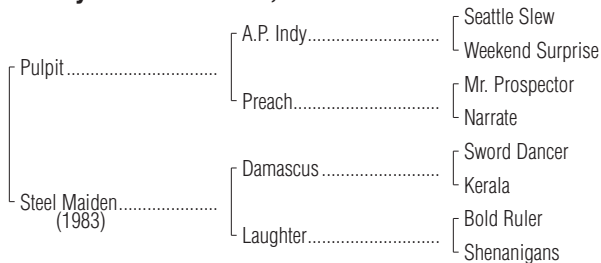 Seattle Slew
A.P. Indy
Weekend Surprise
Pulpit
Mr. Prospector
Preach
Narrate
Sword Dancer
Damascus
Kerala
Steel Maiden
(1983)
Bold Ruler
Laughter
Shenanigans